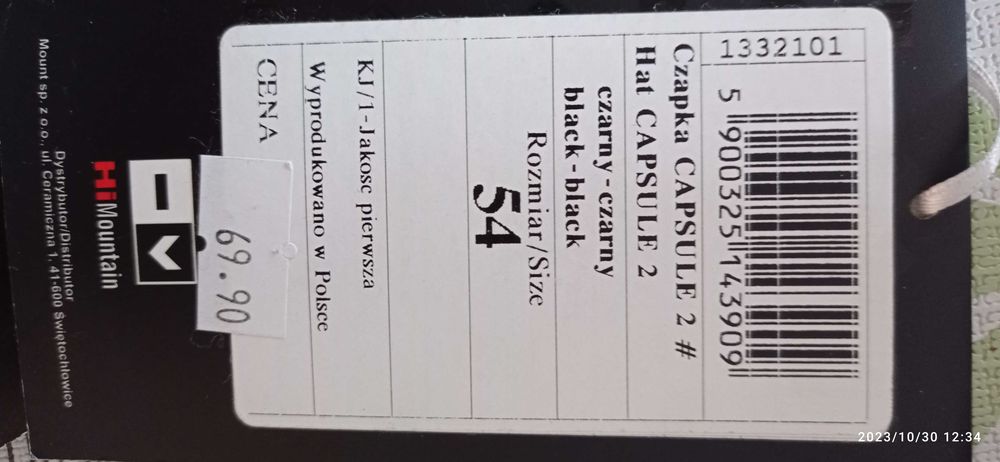 1332101
5 900325 143909
Czapka CAPSULE 2 #
Hat CAPSULE 2
czarny-czarny
black-black
Rozmiar/Size
54
KJ/1-Jakosc pierwsza
Wyprodukowano w Polsce
CENA
69.90
HiMountain
Dystrybutor/Distributor
Mount sp. z o.o., ul. Ceramiczna 1, 41-600 Świętochłowice
2023/10/30 12:34